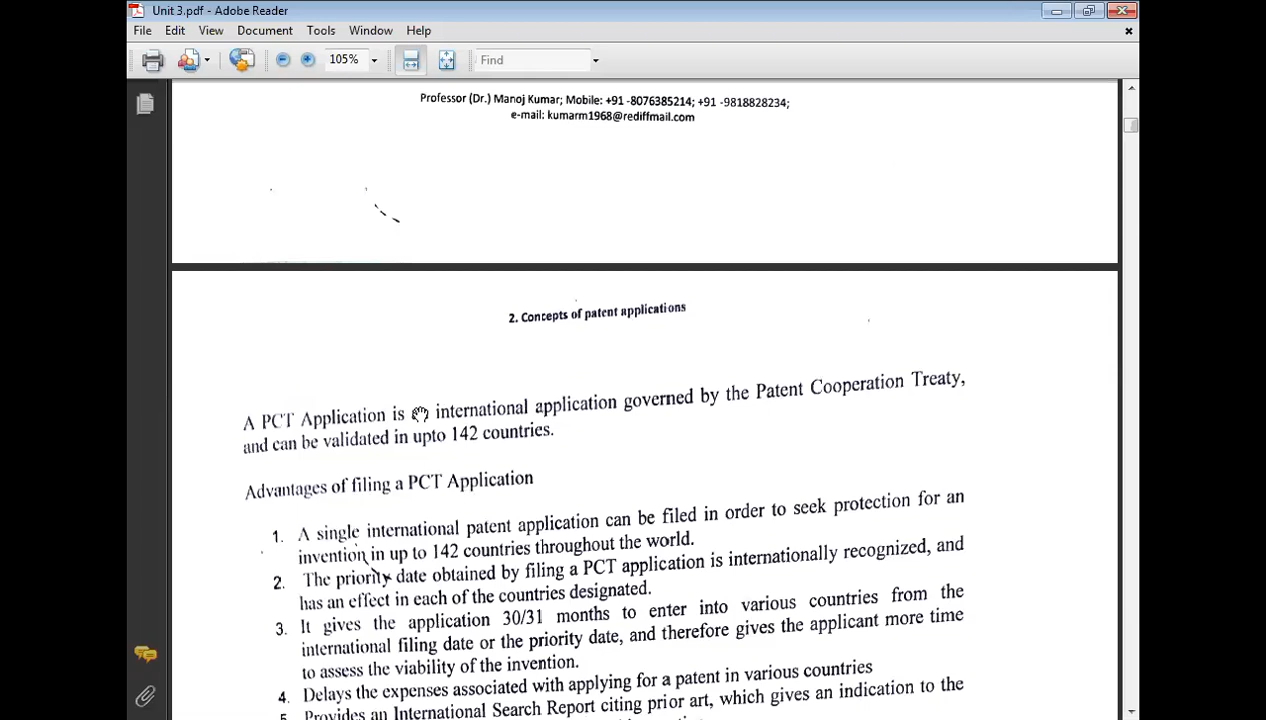 Unit 3.pdf - Adobe Reader
File Edit View Document Tools Window Help
105% Find
Professor (Dr.) Manoj Kumar; Mobile: +91 -8076385214; +91 -9818828234;
e-mail: kumarm1968@rediffmail.com
2. Concepts of patent applications
A PCT Application is international application governed by the Patent Cooperation Treaty,
and can be validated in upto 142 countries.
Advantages of filing a PCT Application
1. A single international patent application can be filed in order to seek protection for an
invention in up to 142 countries throughout the world.
2. The priority date obtained by filing a PCT application is internationally recognized, and
has an effect in each of the countries designated.
3. It gives the application 30/31 months to enter into various countries from the
international filing date or the priority date, and therefore gives the applicant more time
to assess the viability of the invention.
4. Delays the expenses associated with applying for a patent in various countries
5. Provides an International Search Report citing prior art, which gives an indication to the